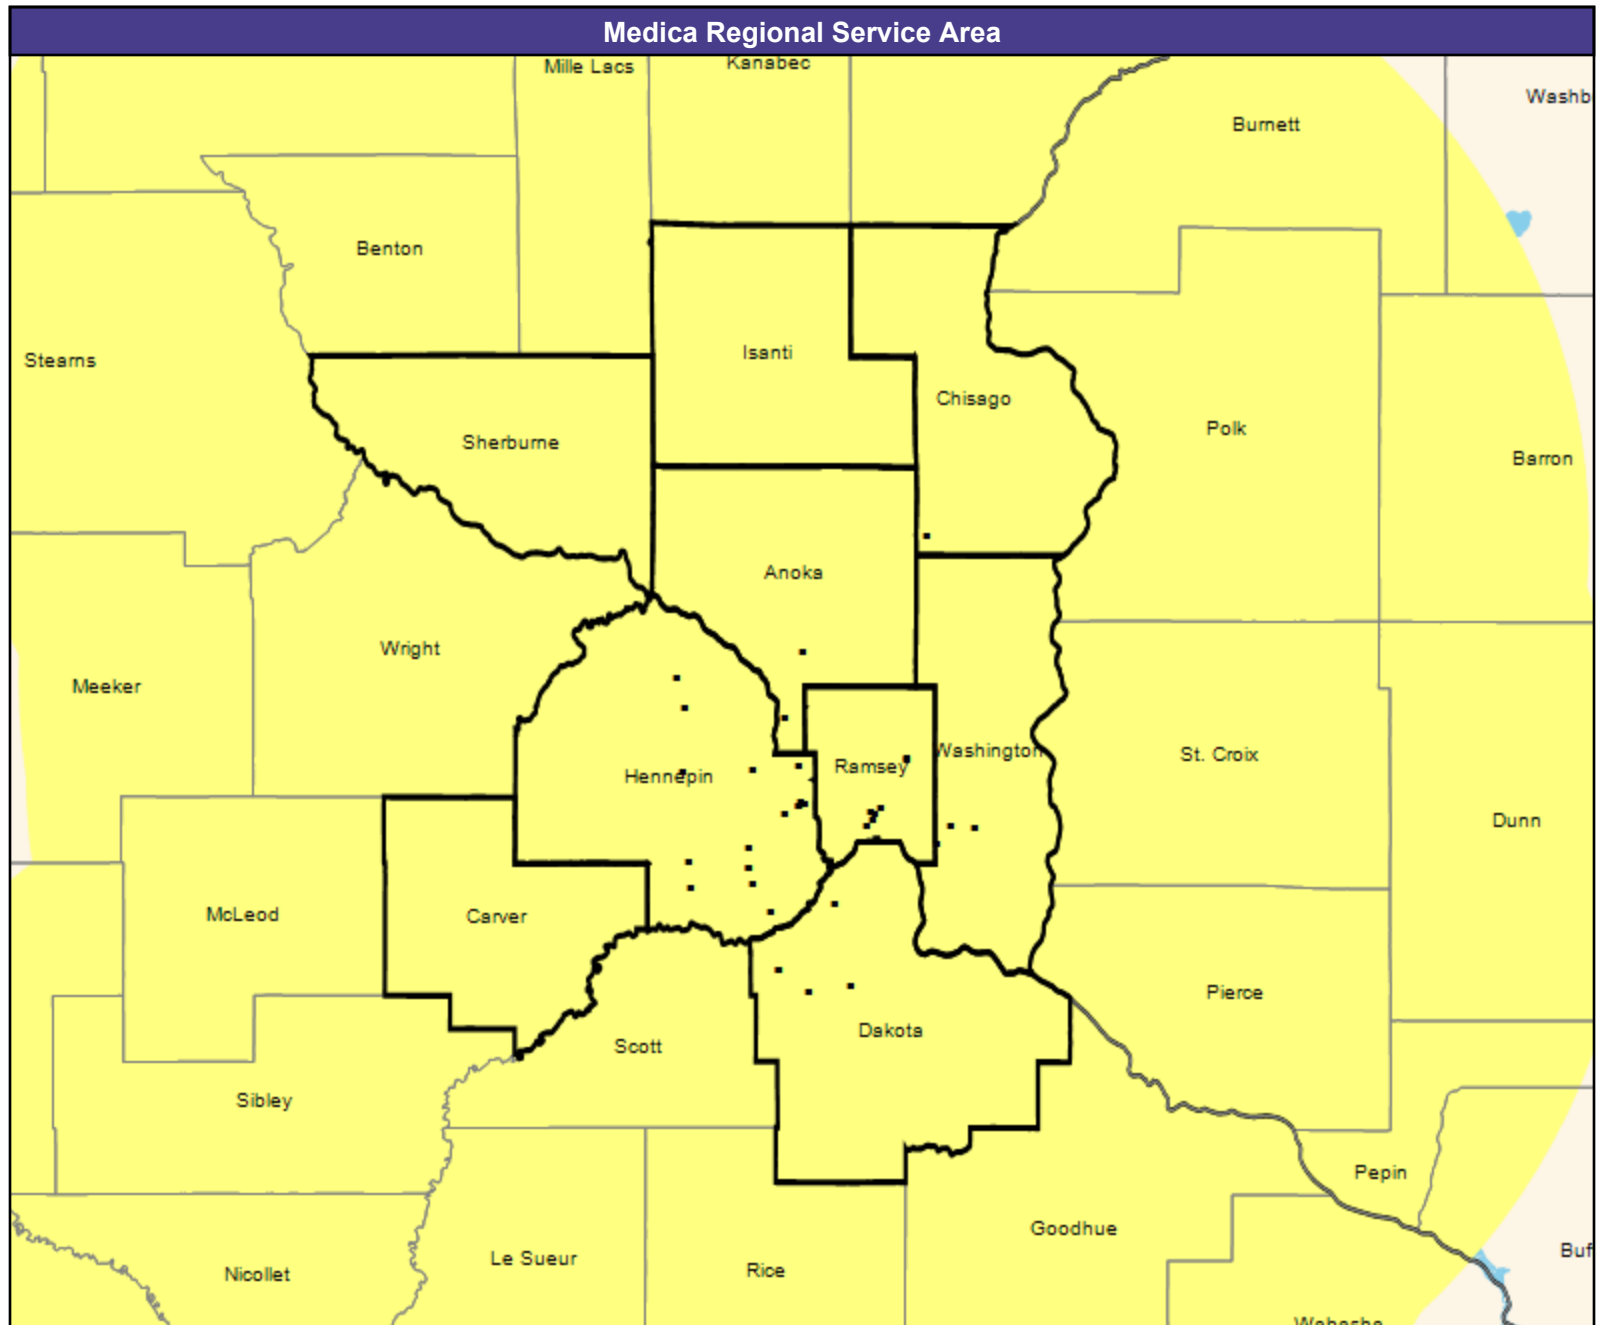 Medica Regional Service Area
Mille Lacs
Kanabec
Washb
Burnett
Benton
Stearns
Isanti
Chisago
Sherburne
Polk
Barron
Anoka
Wright
Meeker
Hennepin
Ramsey
Washington
St. Croix
Dunn
McLeod
Carver
Pierce
Scott
Dakota
Sibley
Pepin
Goodhue
Buf
Le Sueur
Rice
Nicollet